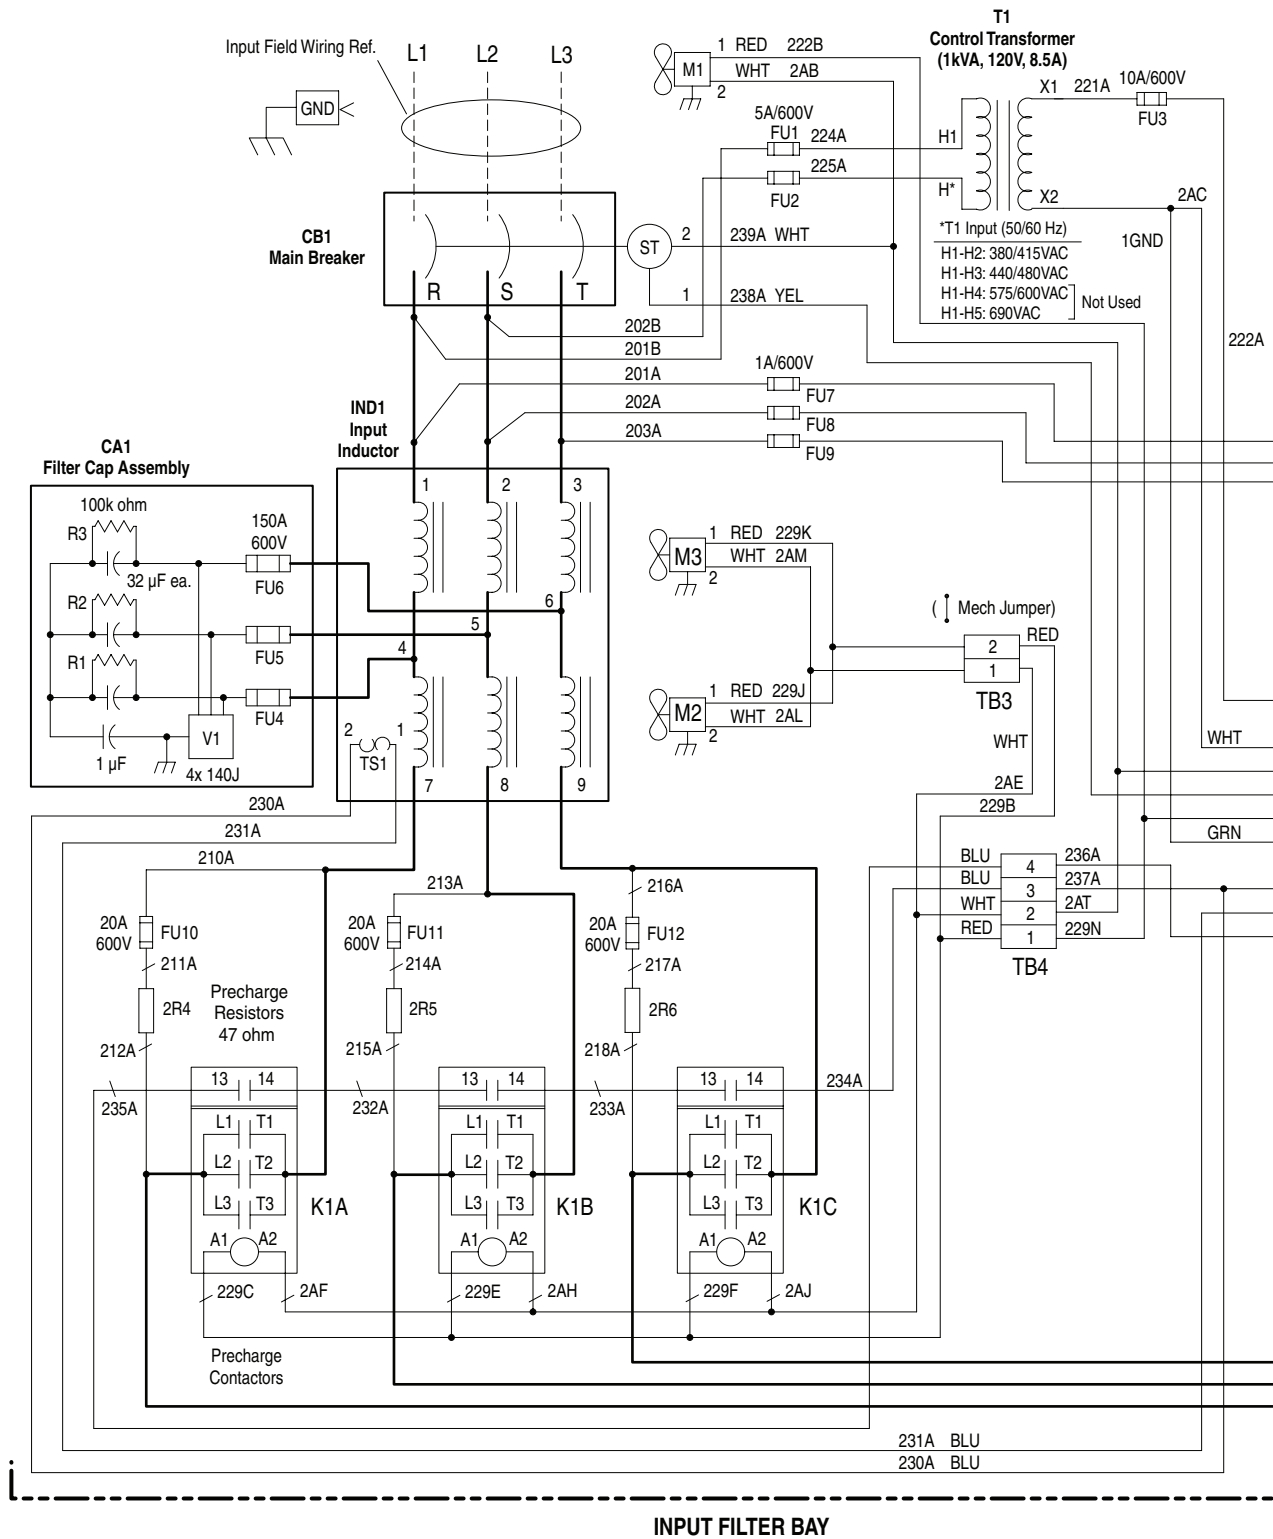 T1
Control Transformer
(1kVA, 120V, 8.5A)
Input Field Wiring Ref.
L1
L2
L3
GND
M1
1 RED 222B
WHT 2AB
2
X1
221A
10A/600V
FU3
5A/600V
FU1
224A
H1
225A
FU2
H*
X2
2AC
1GND
*T1 Input (50/60 Hz)
H1-H2: 380/415VAC
H1-H3: 440/480VAC
H1-H4: 575/600VAC
H1-H5: 690VAC
Not Used
222A
CB1
Main Breaker
R
S
T
ST
2
239A WHT
1
238A YEL
202B
201B
201A
202A
203A
1A/600V
FU7
FU8
FU9
IND1
Input
Inductor
CA1
Filter Cap Assembly
100k ohm
R3
32 µF ea.
R2
R1
150A
600V
FU6
FU5
FU4
1 µF
V1
4x 140J
1
2
3
6
5
4
2
1
TS1
7
8
9
M3
1 RED 229K
WHT 2AM
2
M2
1 RED 229J
WHT 2AL
2
( Mech Jumper)
2
RED
1
TB3
WHT
2AE
229B
WHT
GRN
230A
231A
210A
213A
216A
BLU
4
236A
BLU
3
237A
WHT
2
2AT
RED
1
229N
TB4
20A
600V
FU10
20A
600V
FU11
20A
600V
FU12
211A
214A
217A
Precharge
Resistors
47 ohm
2R4
2R5
2R6
212A
215A
218A
13
14
13
14
13
14
234A
235A
232A
233A
L1
T1
L1
T1
L1
T1
L2
T2
L2
T2
L2
T2
L3
T3
K1A
L3
T3
K1B
L3
T3
K1C
A1
A2
A1
A2
A1
A2
229C
2AF
229E
2AH
229F
2AJ
Precharge
Contactors
231A BLU
230A BLU
INPUT FILTER BAY